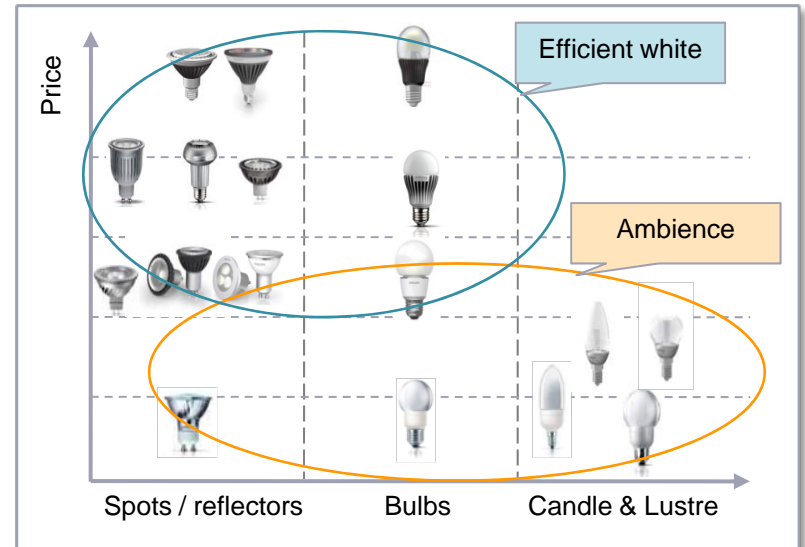 Efficient white
Price
Ambience
Spots / reflectors
Bulbs
Candle & Lustre